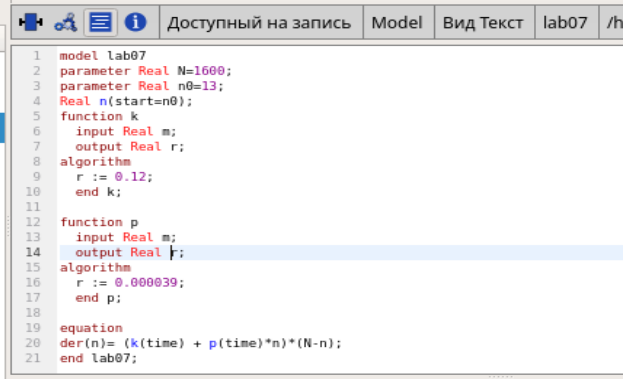 Доступный на запись Model Вид Текст lab07 /h
1 model lab07
2 parameter Real N=1600;
3 parameter Real n0=13;
4 Real n(start=n0);
5 function k
6   input Real m;
7   output Real r;
8 algorithm
9   r := 0.12;
10   end k;
11
12 function p
13   input Real m;
14   output Real r;
15 algorithm
16   r := 0.000039;
17   end p;
18
19 equation
20 der(n)= (k(time) + p(time)*n)*(N-n);
21 end lab07;